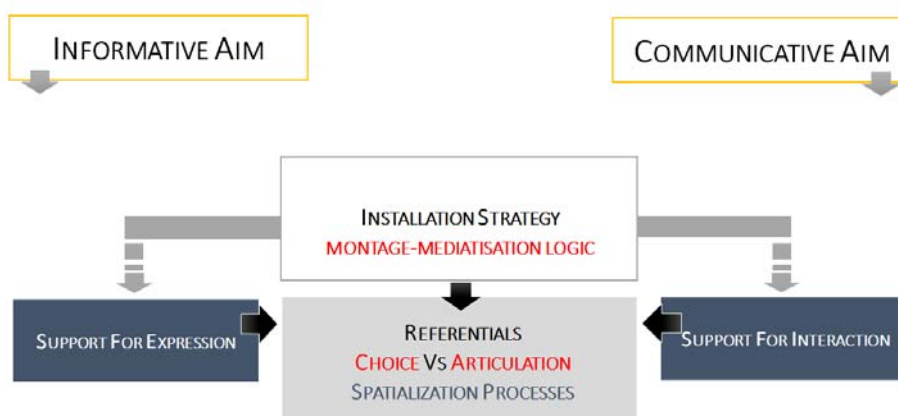 INFORMATIVE AIM
COMMUNICATIVE AIM
INSTALLATION STRATEGY
MONTAGE-MEDIATISATION LOGIC
SUPPORT FOR EXPRESSION
REFERENTIALS
CHOICE VS ARTICULATION
SPATIALIZATION PROCESSES
SUPPORT FOR INTERACTION